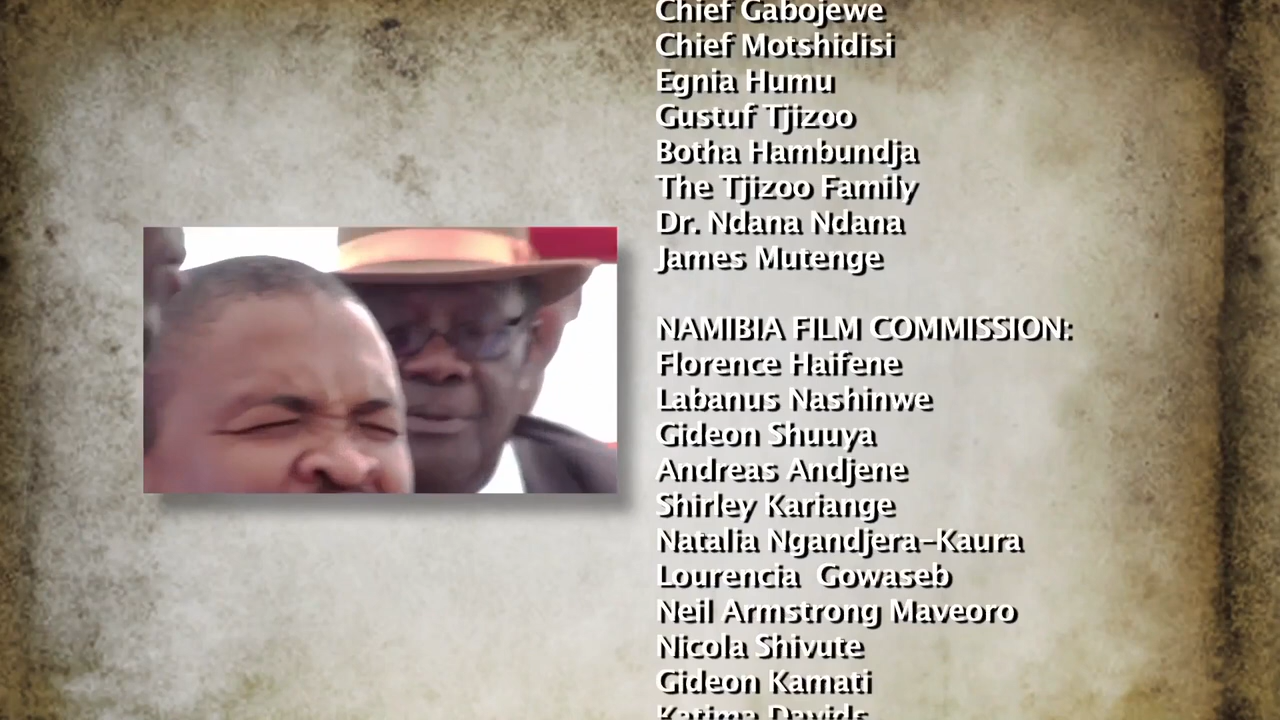 Chief Gabojewe
Chief Motshidisi
Egnia Humu
Gustuf Tjizoo
Botha Hambundja
The Tjizoo Family
Dr. Ndana Ndana
James Mutenge
NAMIBIA FILM COMMISSION:
Florence Haifene
Labanus Nashinwe
Gideon Shuuya
Andreas Andjene
Shirley Kariange
Natalia Ngandjera-Kaura
Lourencia Gowaseb
Neil Armstrong Maveoro
Nicola Shivute
Gideon Kamati
Katima Davids